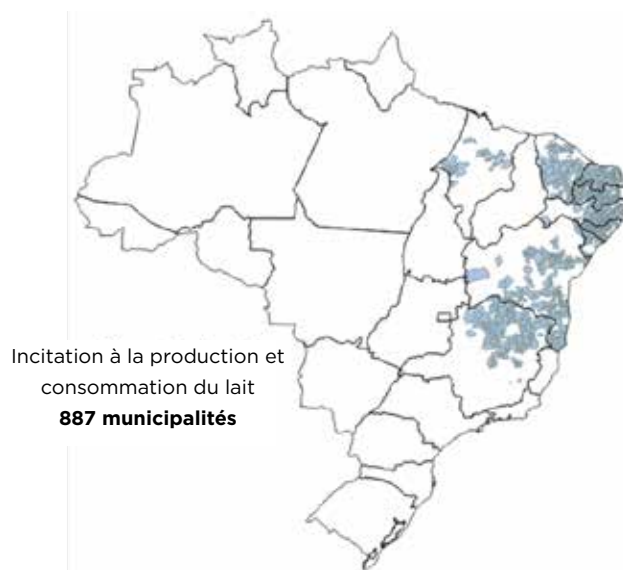 Incitation à la production et
consommation du lait
887 municipalités